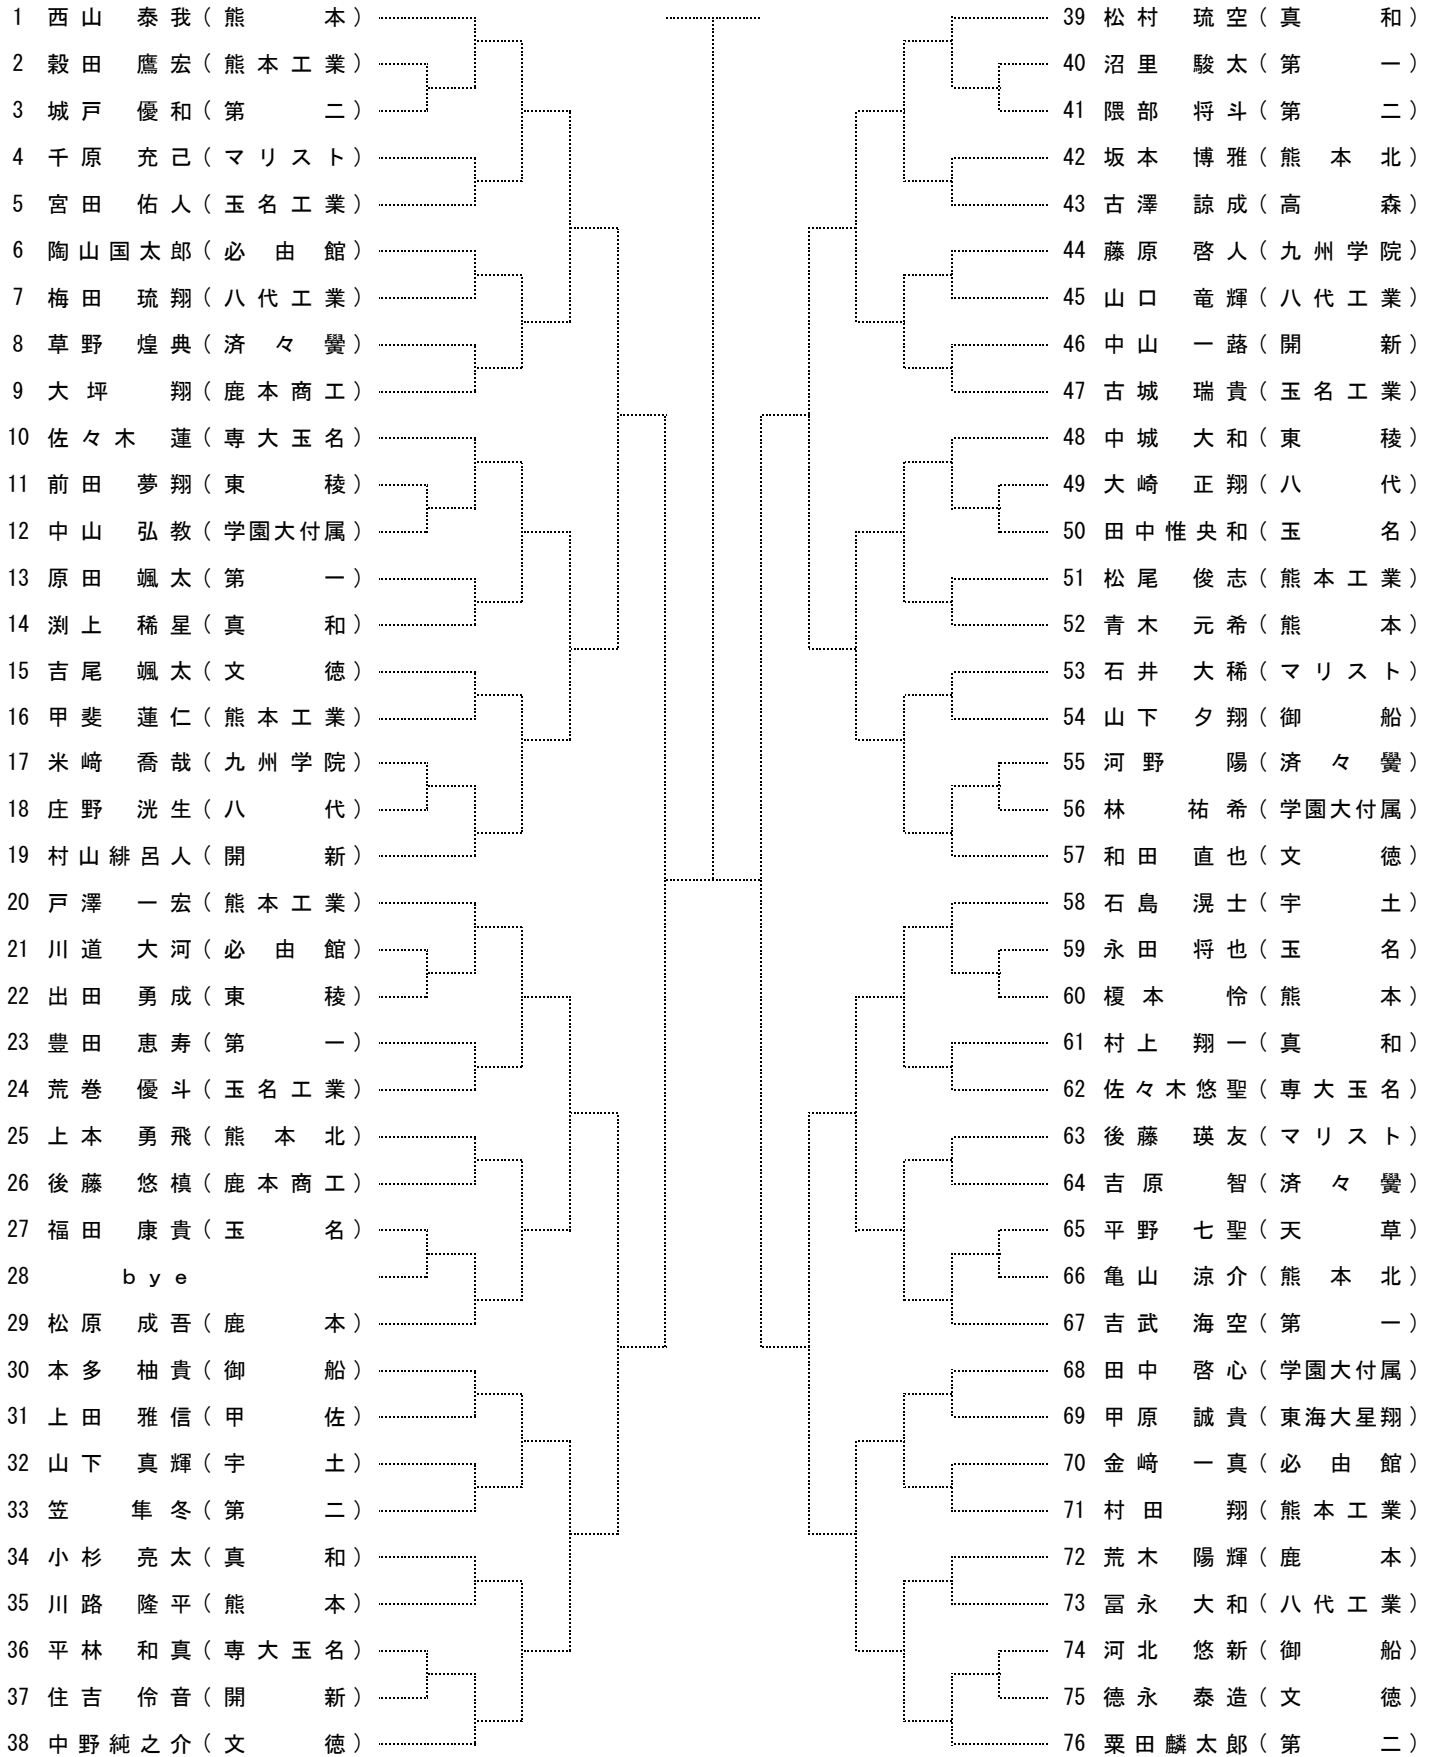 1 西山 泰我(熊本)
2 穀田 鷹宏(熊本工業)
3 城戸 優和(第二)
4 千原 充己(マリスト)
5 宮田 佑人(玉名工業)
6 陶山国太郎(必由館)
7 梅田 琉翔(八代工業)
8 草野 煌典(済々黌)
9 大坪 翔(鹿本商工)
10 佐々木 蓮(専大玉名)
11 前田 夢翔(東稜)
12 中山 弘教(学園大付属)
13 原田 颯太(第一)
14 渕上 稀星(真和)
15 吉尾 颯太(文徳)
16 甲斐 蓮仁(熊本工業)
17 米﨑 喬哉(九州学院)
18 庄野 洸生(八代)
19 村山緋呂人(開新)
20 戸澤 一宏(熊本工業)
21 川道 大河(必由館)
22 出田 勇成(東稜)
23 豊田 恵寿(第一)
24 荒巻 優斗(玉名工業)
25 上本 勇飛(熊本北)
26 後藤 悠槙(鹿本商工)
27 福田 康貴(玉名)
28 bye
29 松原 成吾(鹿本)
30 本多 柚貴(御船)
31 上田 雅信(甲佐)
32 山下 真輝(宇土)
33 笠 隼冬(第二)
34 小杉 亮太(真和)
35 川路 隆平(熊本)
36 平林 和真(専大玉名)
37 住吉 伶音(開新)
38 中野純之介(文徳)
39 松村 琉空(真和)
40 沼里 駿太(第一)
41 隈部 将斗(第二)
42 坂本 博雅(熊本北)
43 古澤 諒成(高森)
44 藤原 啓人(九州学院)
45 山口 竜輝(八代工業)
46 中山 一蕗(開新)
47 古城 瑞貴(玉名工業)
48 中城 大和(東稜)
49 大崎 正翔(八代)
50 田中惟央和(玉名)
51 松尾 俊志(熊本工業)
52 青木 元希(熊本)
53 石井 大稀(マリスト)
54 山下 夕翔(御船)
55 河野 陽(済々黌)
56 林 祐希(学園大付属)
57 和田 直也(文徳)
58 石島 滉士(宇土)
59 永田 将也(玉名)
60 榎本 怜(熊本)
61 村上 翔一(真和)
62 佐々木悠聖(専大玉名)
63 後藤 瑛友(マリスト)
64 吉原 智(済々黌)
65 平野 七聖(天草)
66 亀山 涼介(熊本北)
67 吉武 海空(第一)
68 田中 啓心(学園大付属)
69 甲原 誠貴(東海大星翔)
70 金﨑 一真(必由館)
71 村田 翔(熊本工業)
72 荒木 陽輝(鹿本)
73 冨永 大和(八代工業)
74 河北 悠新(御船)
75 德永 泰造(文徳)
76 粟田麟太郎(第二)